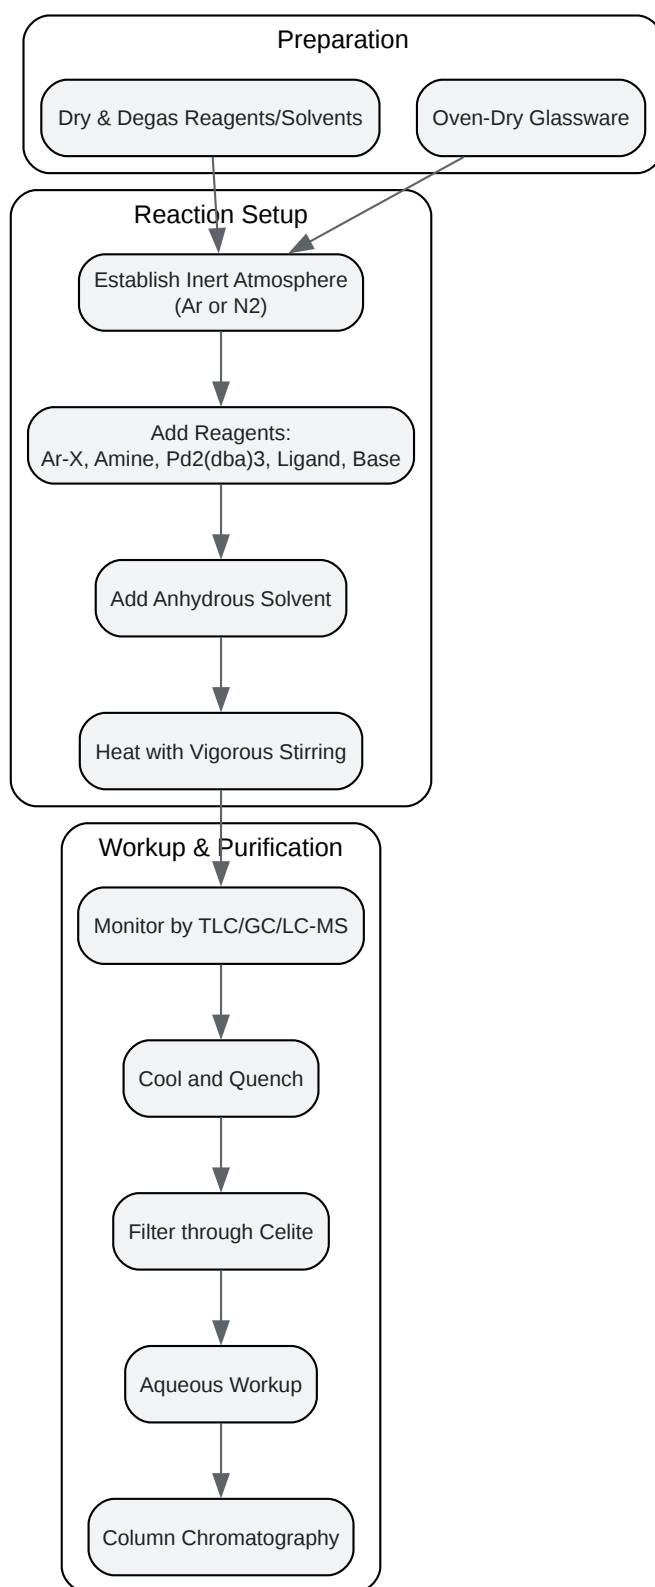 Preparation
Dry & Degas Reagents/Solvents
Oven-Dry Glassware
Reaction Setup
Establish Inert Atmosphere
(Ar or N2)
Add Reagents:
Ar-X, Amine, Pd2(dba)3, Ligand, Base
Add Anhydrous Solvent
Heat with Vigorous Stirring
Workup & Purification
Monitor by TLC/GC/LC-MS
Cool and Quench
Filter through Celite
Aqueous Workup
Column Chromatography